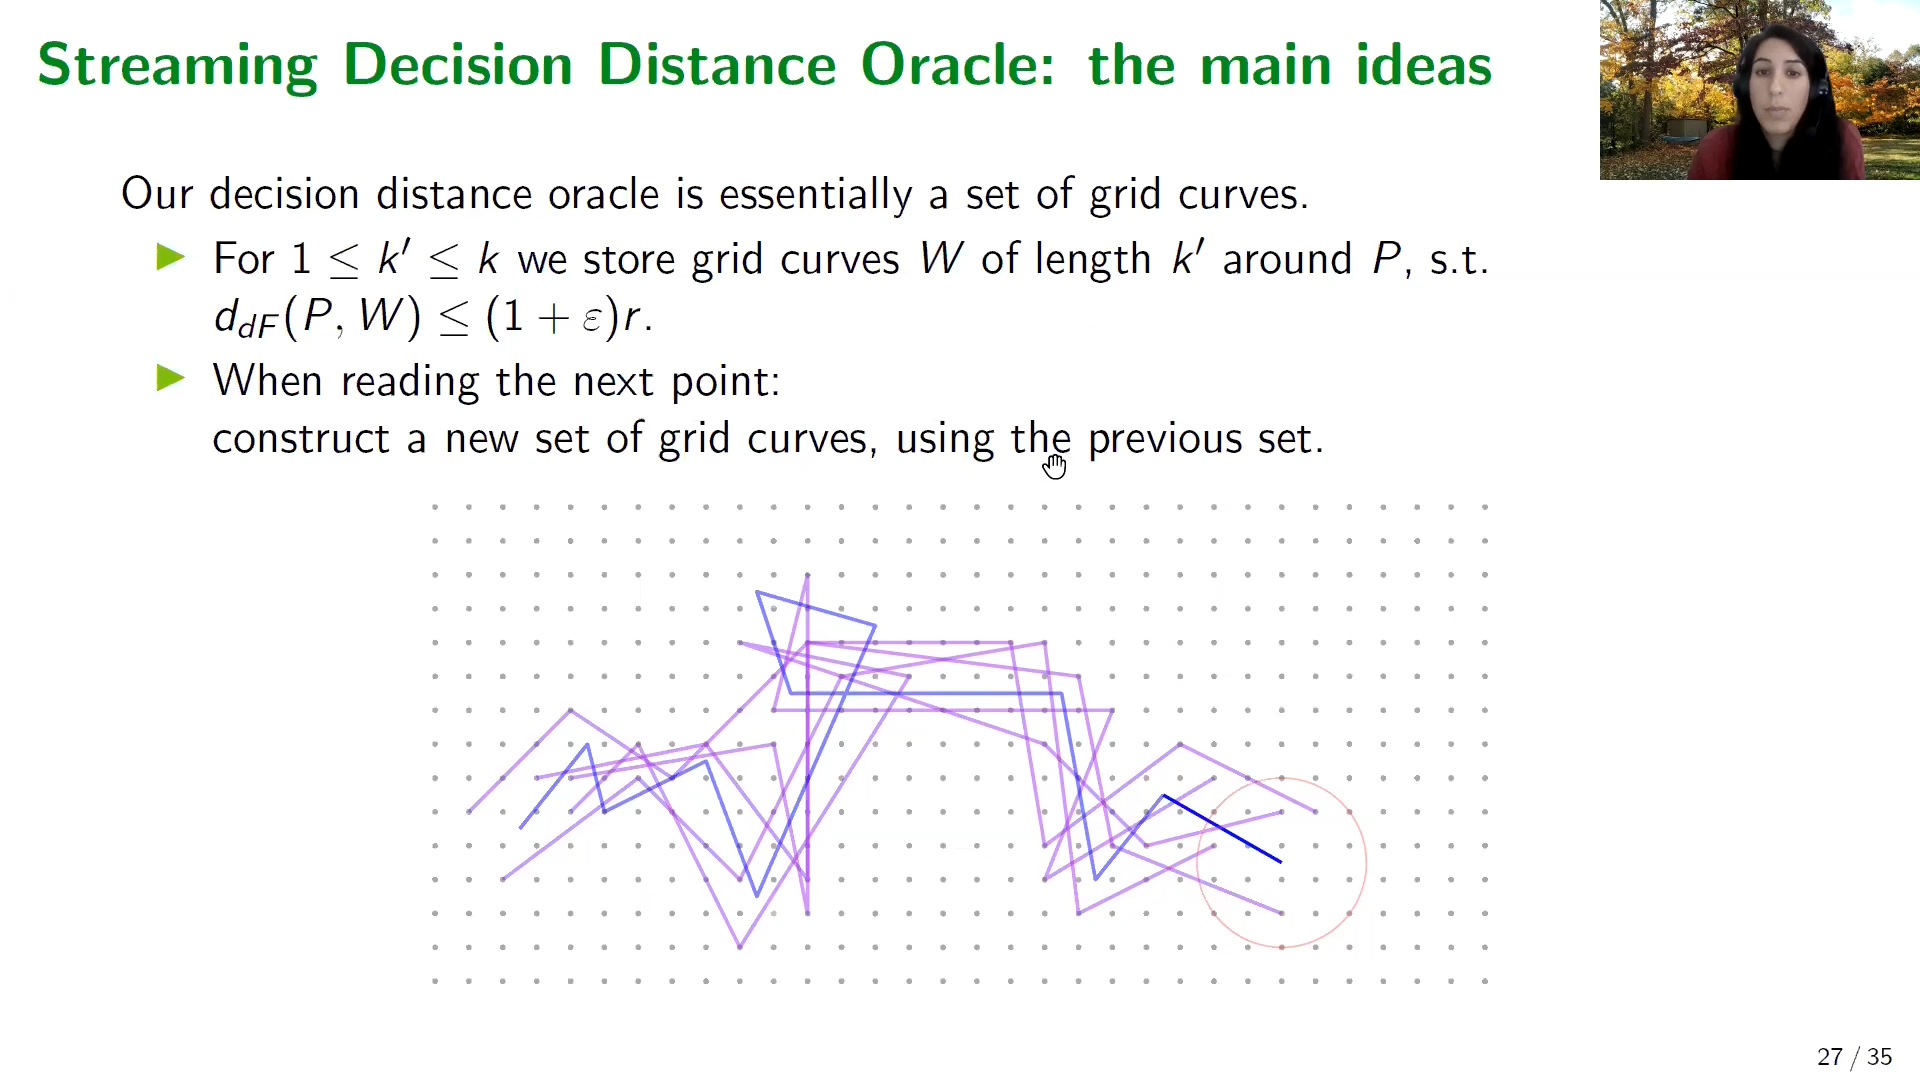 Streaming Decision Distance Oracle: the main ideas
Our decision distance oracle is essentially a set of grid curves.
For 1 ≤ k′ ≤ k we store grid curves W of length k′ around P, s.t.
d_dF(P, W) ≤ (1 + ε)r.
When reading the next point:
construct a new set of grid curves, using the previous set.
27 / 35